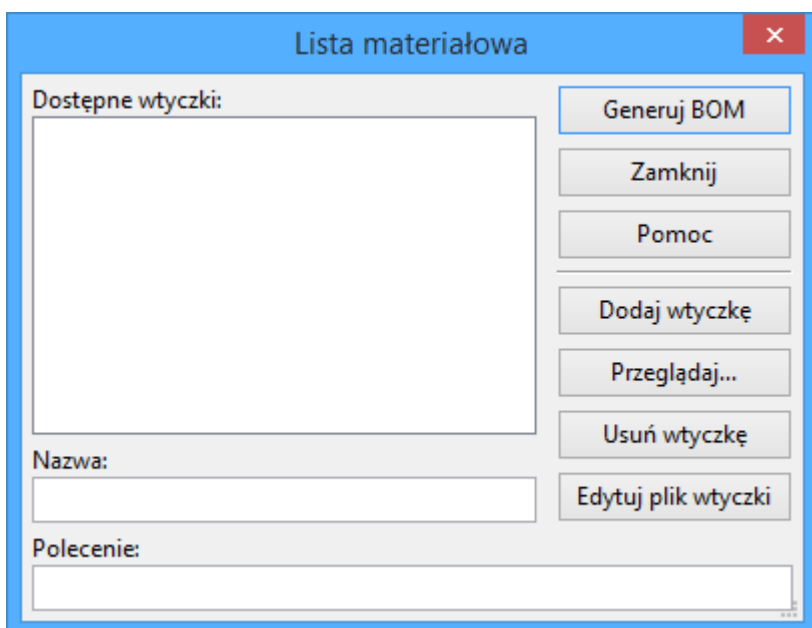 Lista materiałowa
Dostępne wtyczki:
Generuj BOM
Zamknij
Pomoc
Dodaj wtyczkę
Przeglądaj...
Usuń wtyczkę
Nazwa:
Edytuj plik wtyczki
Polecenie: